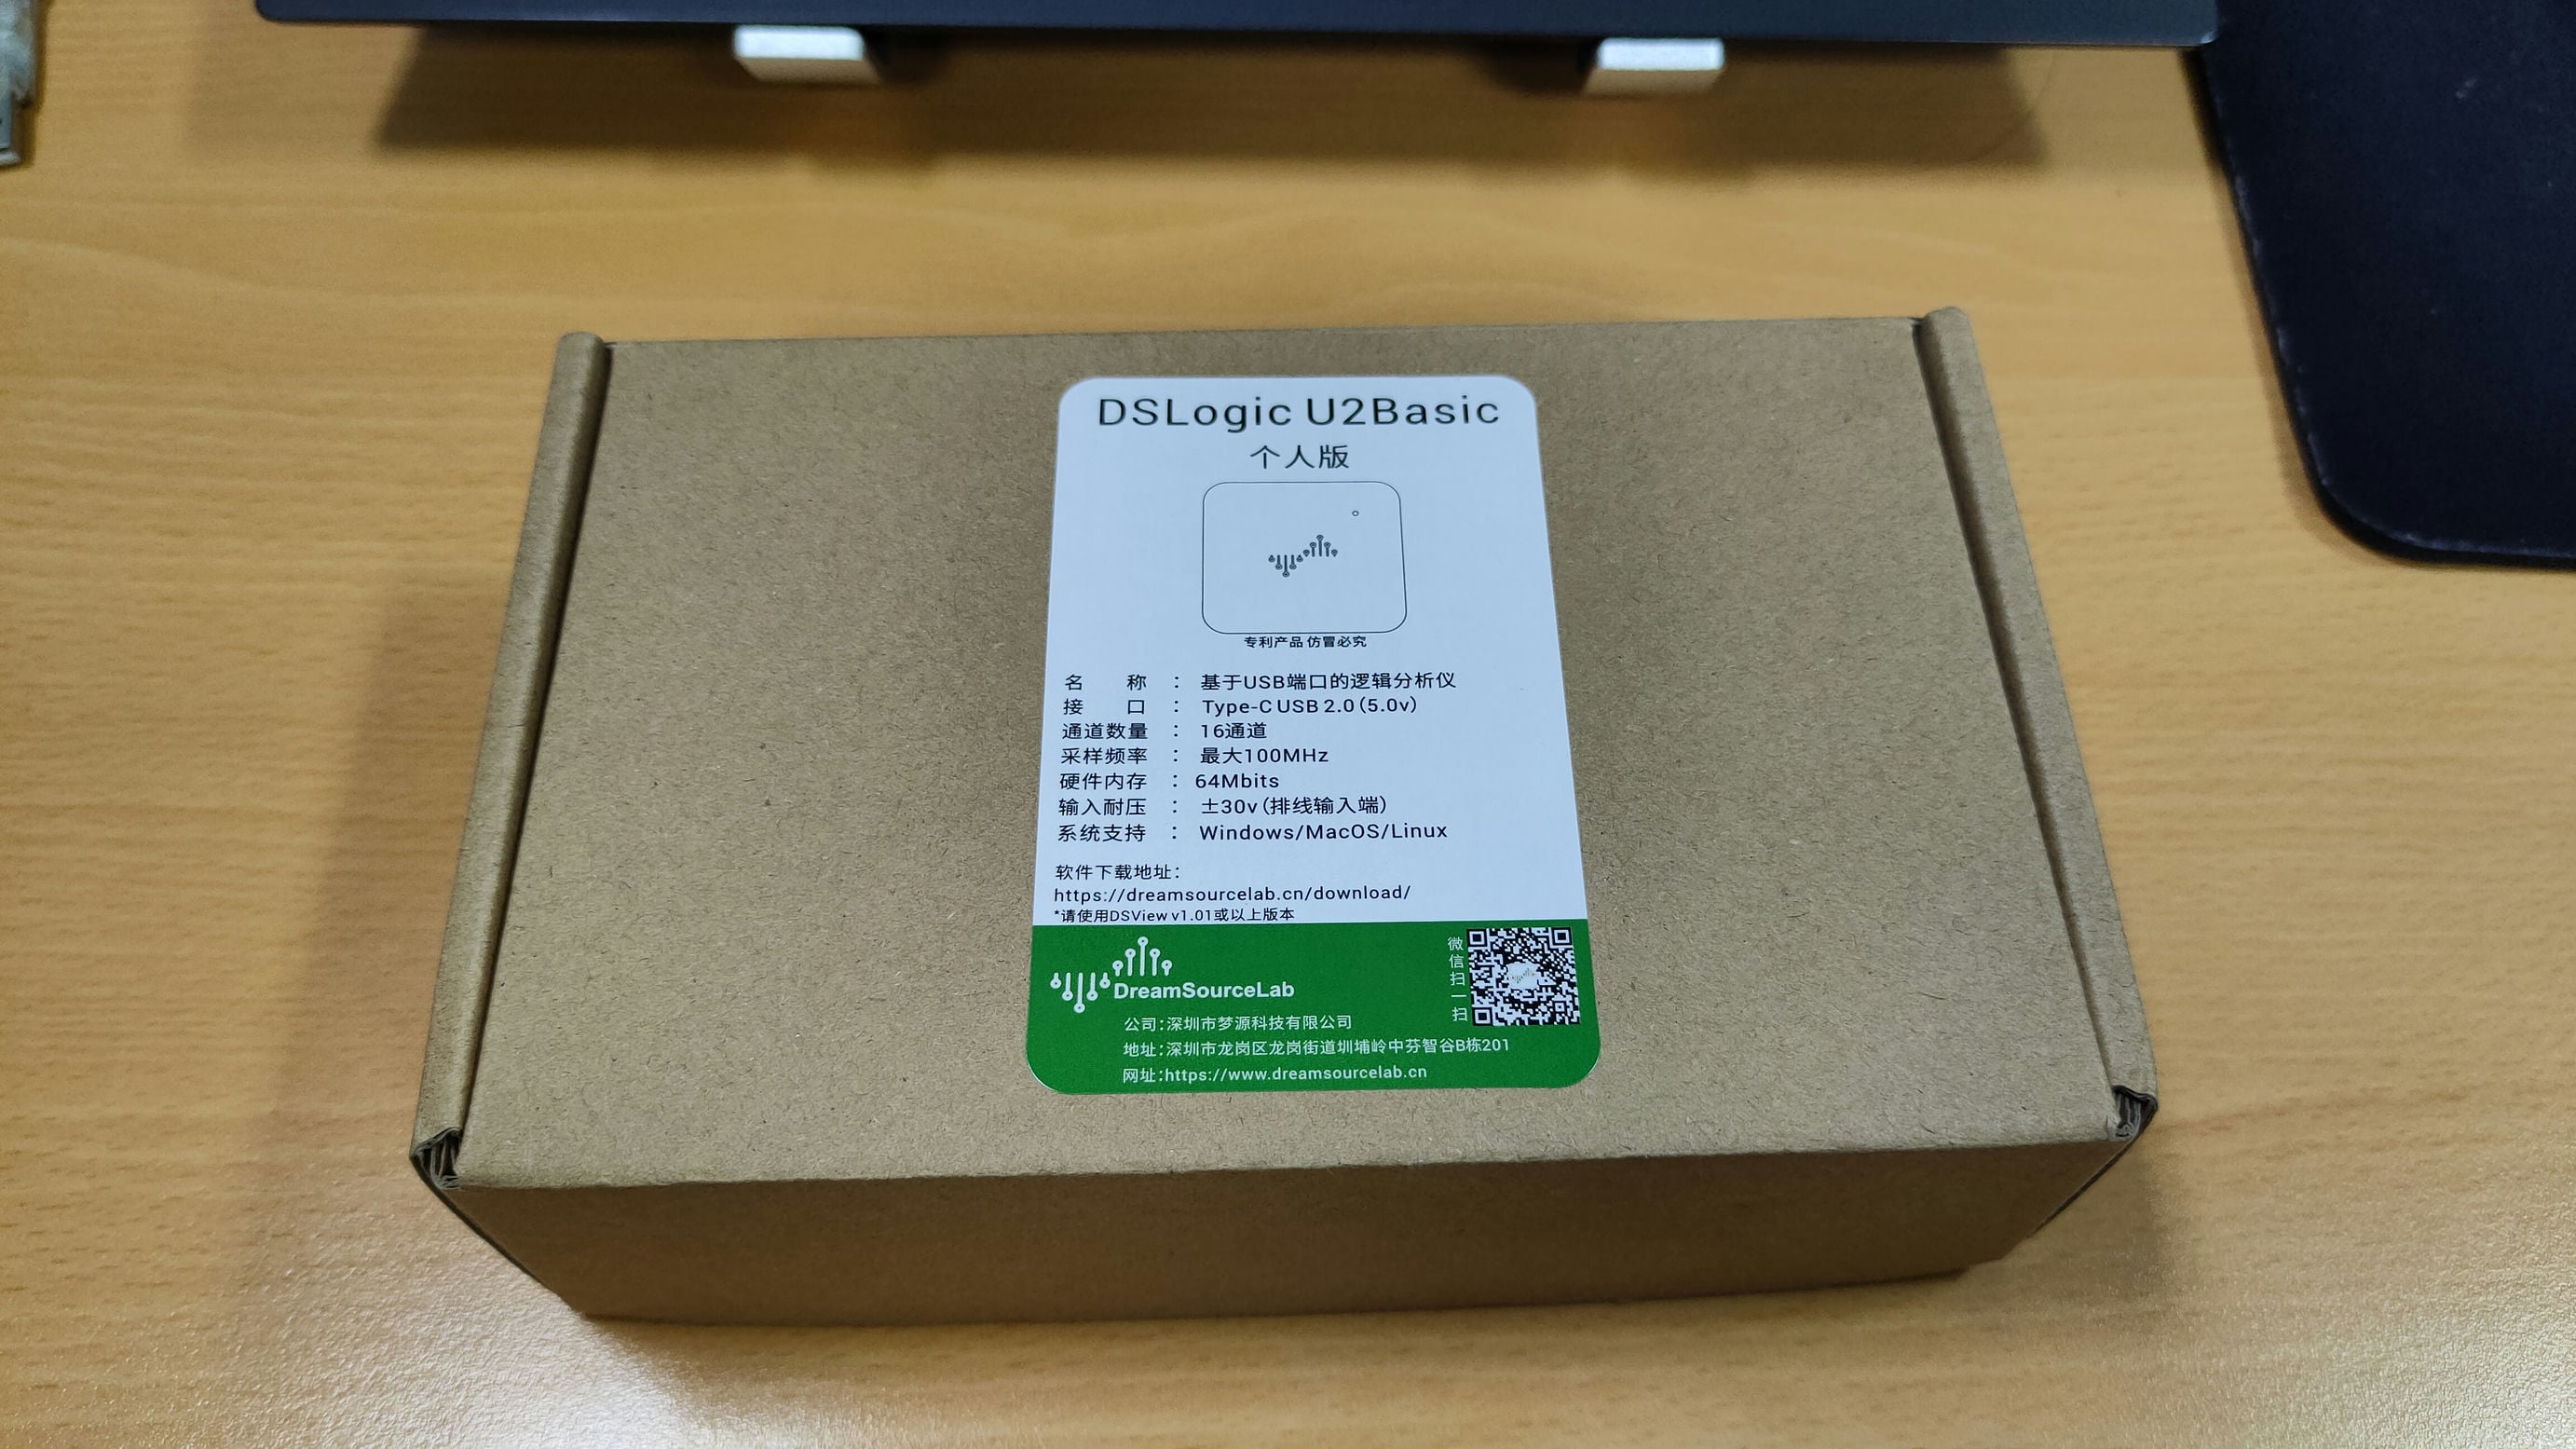 DSLogic U2Basic
个人版
专利产品 仿冒必究
名 称 : 基于USB端口的逻辑分析仪
接 口 : Type-C USB 2.0 (5.0v)
通道数量 : 16通道
采样频率 : 最大100MHz
硬件内存 : 64Mbits
输入耐压 : ±30v (排线输入端)
系统支持 : Windows/MacOS/Linux
软件下载地址:
https://dreamsourcelab.cn/download/
*请使用DSView v1.01或以上版本
DreamSourceLab
微信扫一扫
公司:深圳市梦源科技有限公司
地址:深圳市龙岗区龙岗街道圳埔岭中芬智谷B栋201
网址:https://www.dreamsourcelab.cn